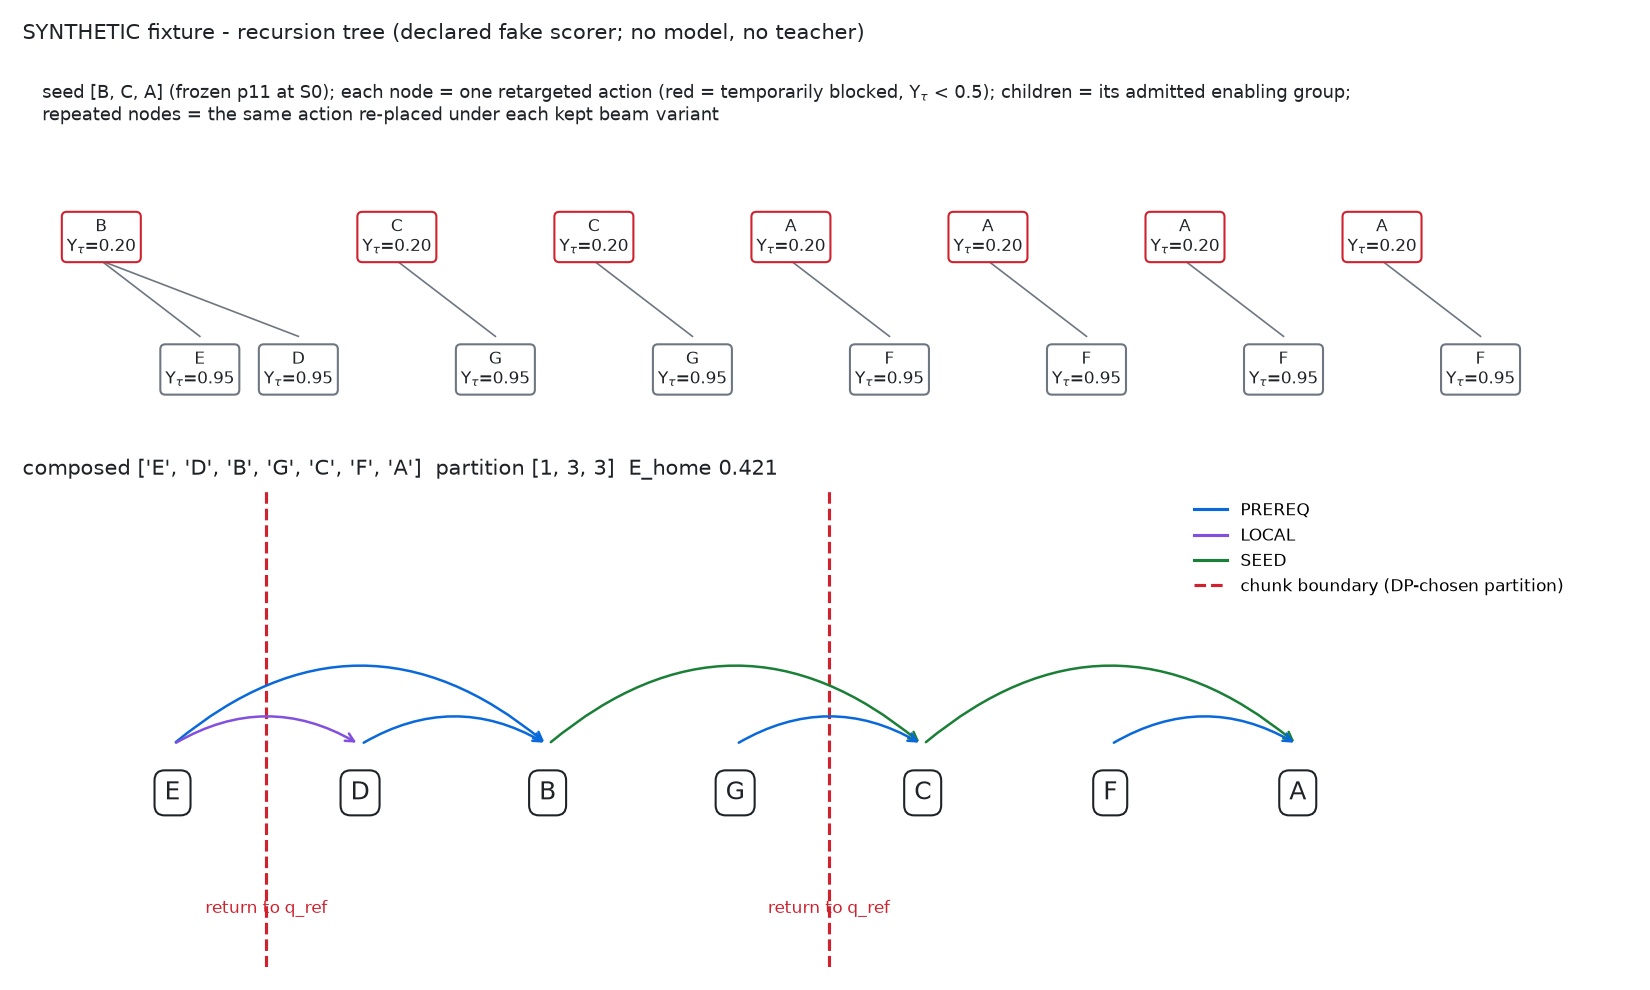 SYNTHETIC fixture - recursion tree (declared fake scorer; no model, no teacher)
seed [B, C, A] (frozen p11 at S0); each node = one retargeted action (red = temporarily blocked, Yτ < 0.5); children = its admitted enabling group;
repeated nodes = the same action re-placed under each kept beam variant
B
Yτ=0.20
C
Yτ=0.20
C
Yτ=0.20
A
Yτ=0.20
A
Yτ=0.20
A
Yτ=0.20
A
Yτ=0.20
E
Yτ=0.95
D
Yτ=0.95
G
Yτ=0.95
G
Yτ=0.95
F
Yτ=0.95
F
Yτ=0.95
F
Yτ=0.95
F
Yτ=0.95
composed ['E', 'D', 'B', 'G', 'C', 'F', 'A']  partition [1, 3, 3]  E_home 0.421
PREREQ
LOCAL
SEED
chunk boundary (DP-chosen partition)
E
D
B
G
C
F
A
return to q_ref
return to q_ref